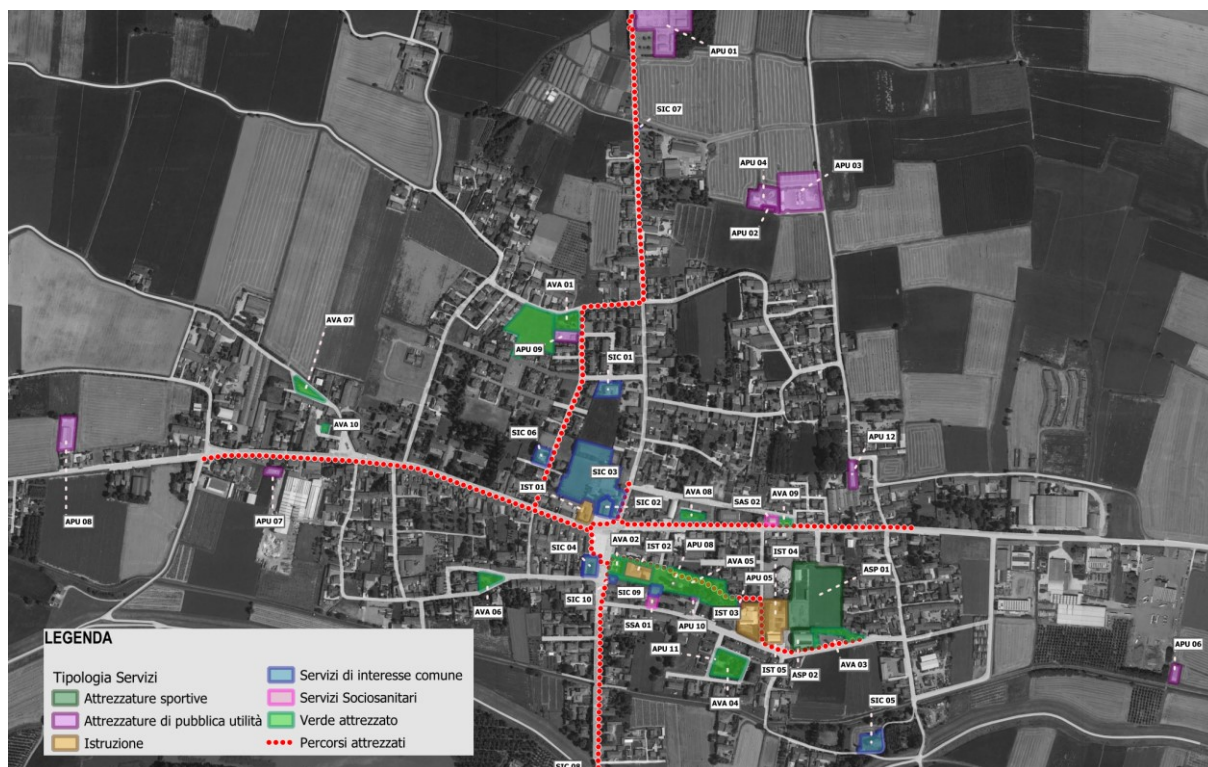 APU 01
SIC 07
APU 04
APU 03
APU 02
AVA 01
AVA 07
APU 09
SIC 01
AVA 10
SIC 06
APU 12
SIC 03
IST 01
AVA 08
AVA 09
SAS 02
SIC 02
APU 08
APU 07
AVA 02
IST 02
APU 08
IST 04
SIC 04
AVA 05
ASP 01
APU 05
AVA 06
SIC 10
SIC 09
IST 03
SSA 01
APU 10
LEGENDA
APU 11
APU 06
AVA 03
IST 05
ASP 02
Tipologia Servizi
Servizi di interesse comune
Attrezzature sportive
Servizi Sociosanitari
AVA 04
SIC 05
Attrezzature di pubblica utilità
Verde attrezzato
Istruzione
Percorsi attrezzati
SIC 08